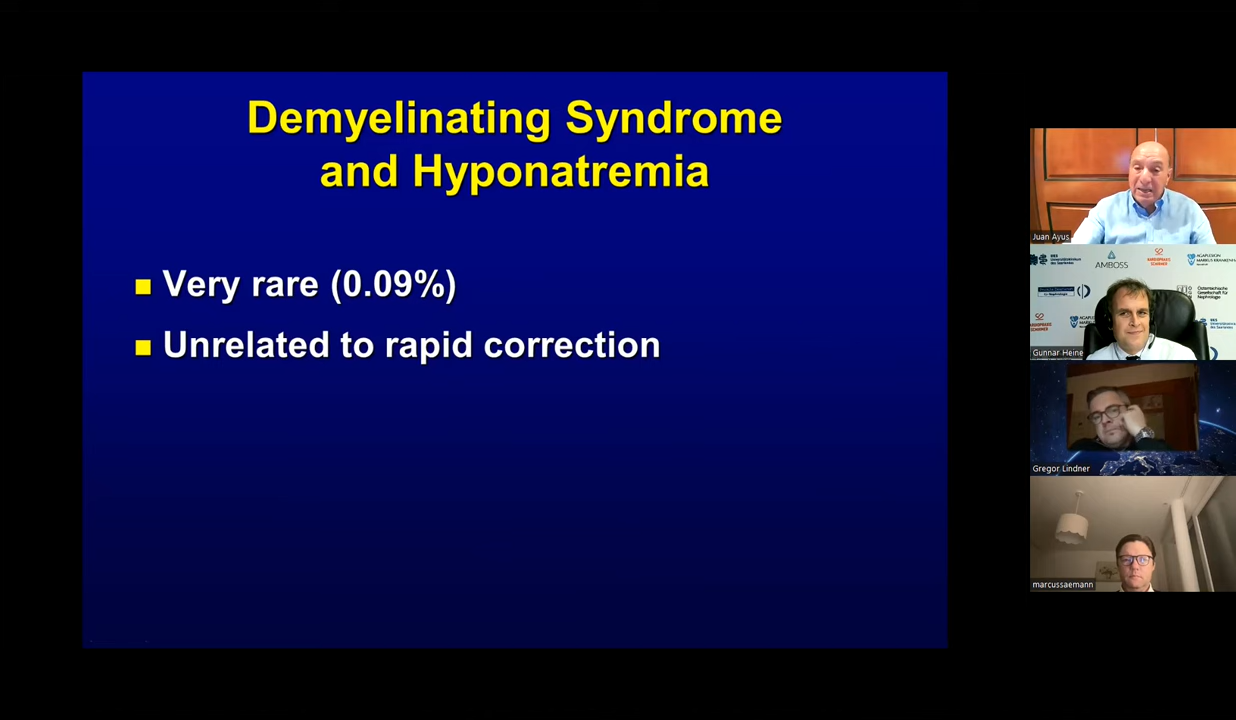 Demyelinating Syndrome
and Hyponatremia
Very rare (0.09%)
Unrelated to rapid correction
Juan Ayus
AMBOSS
Gunnar Heine
Gregor Lindner
marcussaemann